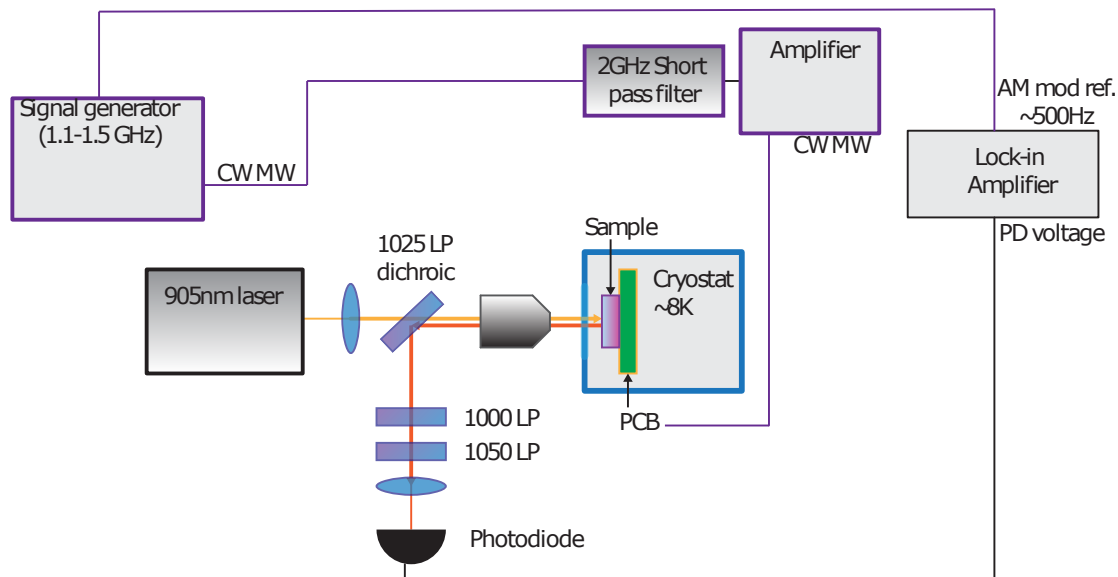 Amplifier
2GHz Short
pass filter
AM mod ref.
~500Hz
Signal generator
(1.1-1.5 GHz)
CW MW
CW MW
Lock-in
Amplifier
PD voltage
Sample
1025 LP
dichroic
Cryostat
~8K
905nm laser
1000 LP
PCB
1050 LP
Photodiode